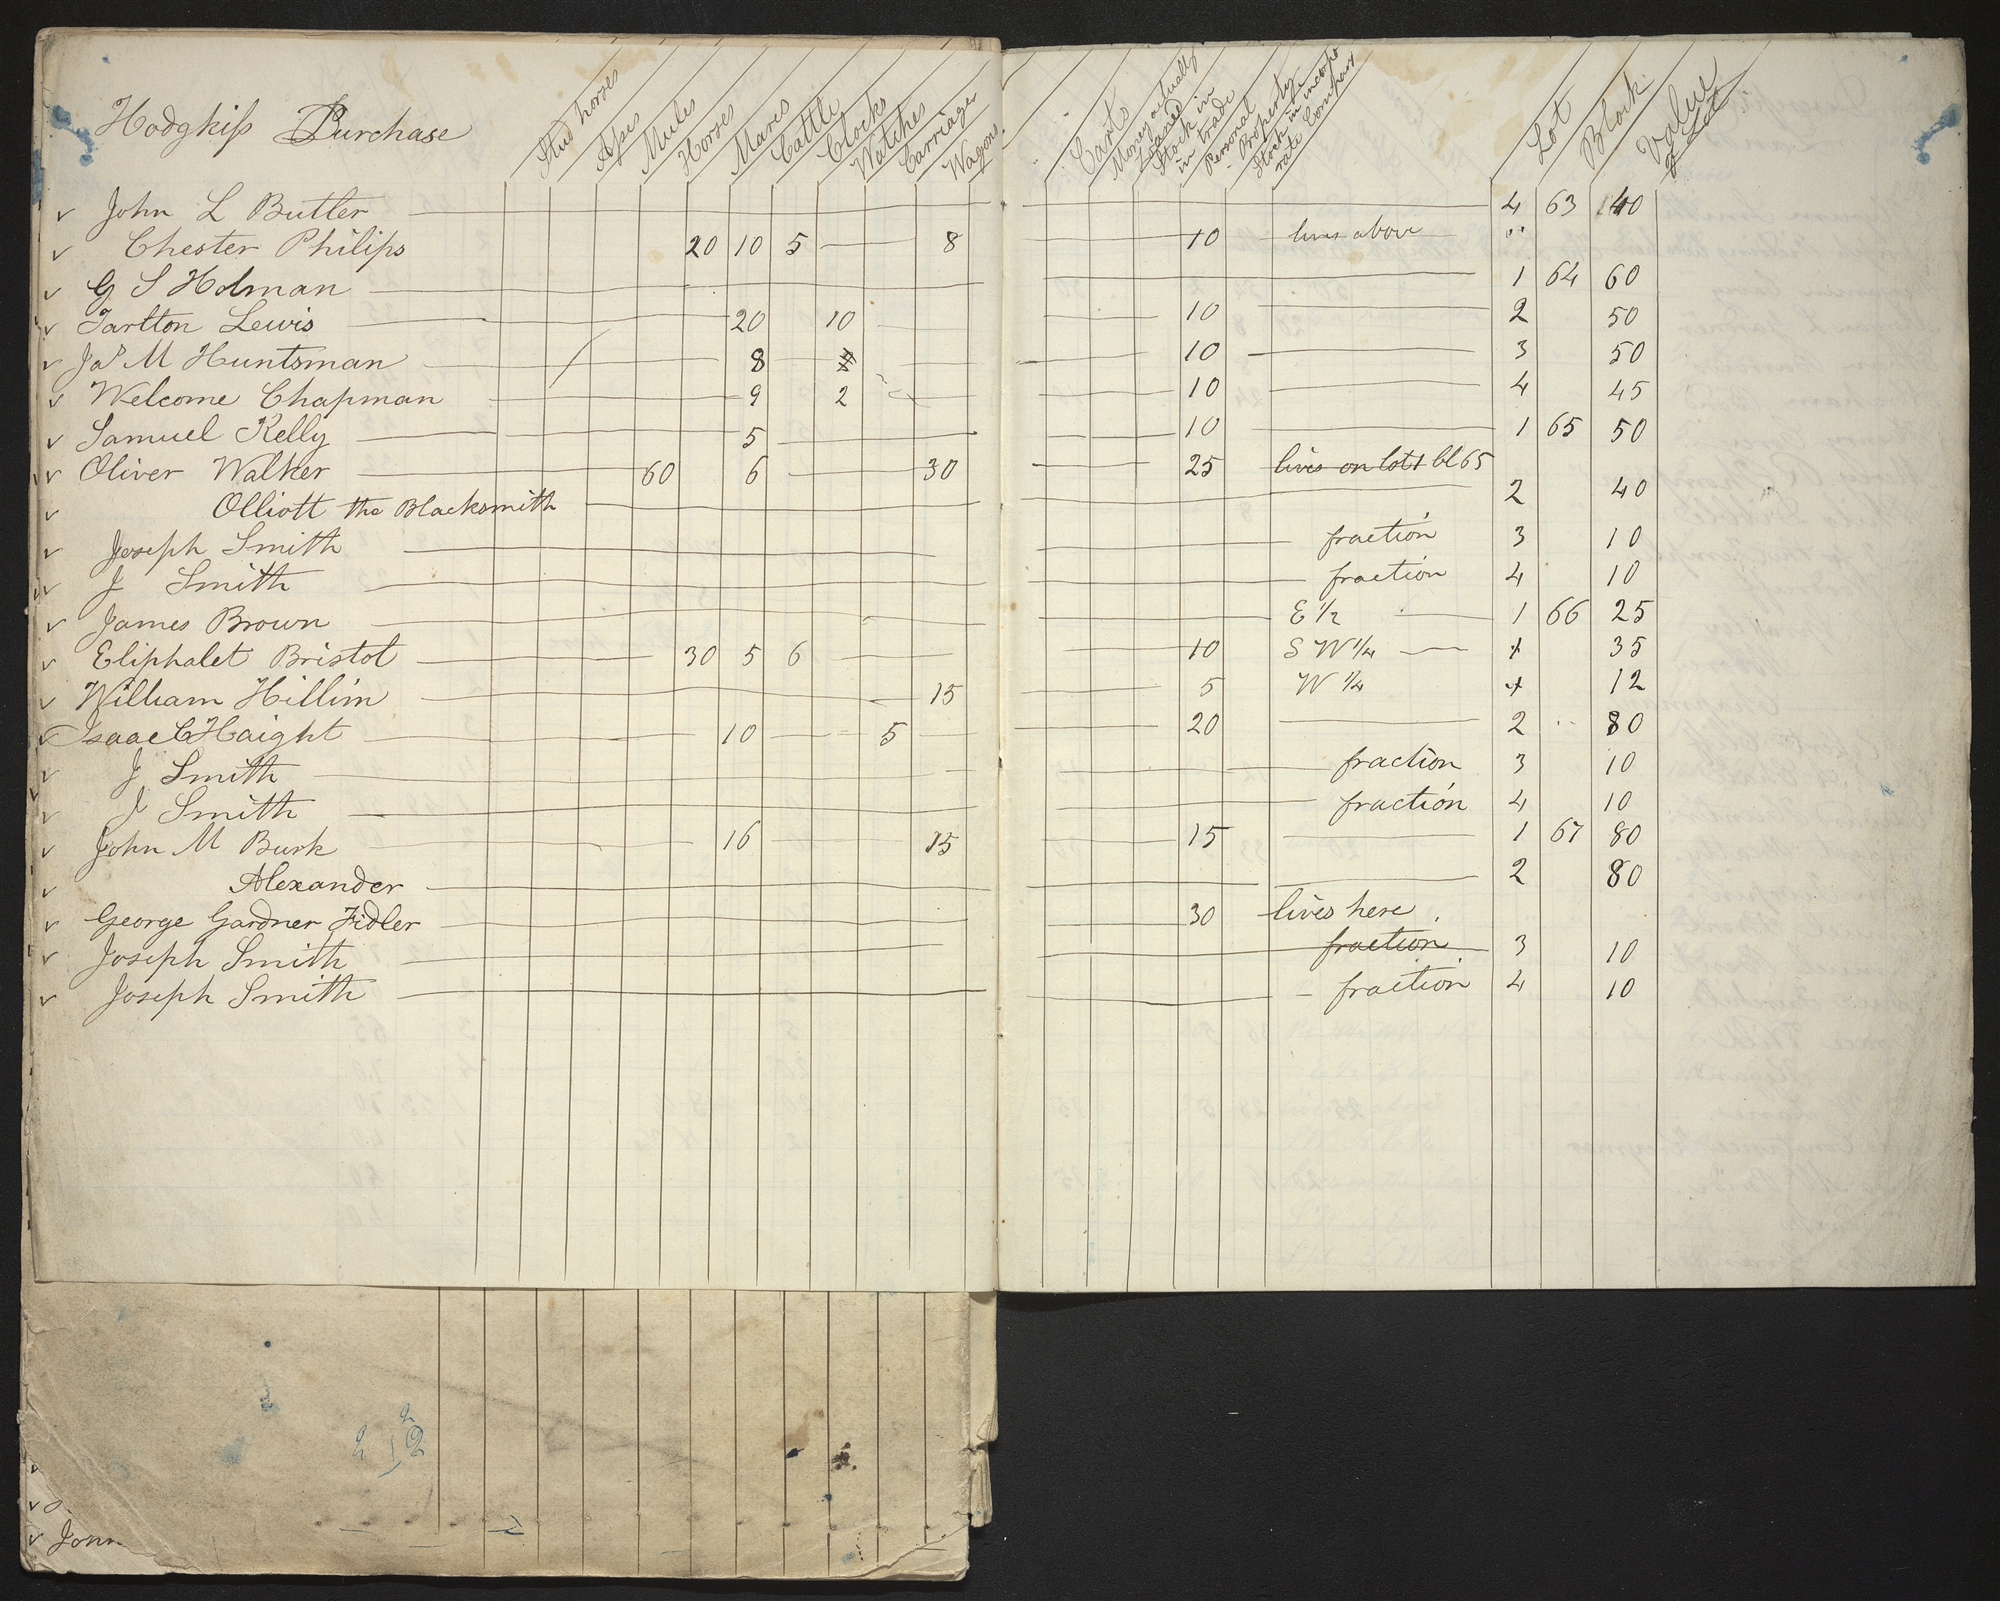 Hodgkiss Purchase
Stud horses Asses Mules Horses Mares Cattle Clocks Watches Carriages Wagons Carts Money actually loaned Stock in in trade Personal Property Stock in incorpo rate Company Lot Block Value of Lot
John L Butler 4 63 40
Chester Philips 20 10 5 8 10 lives above "
G S Holman 1 64 60
Tarlton Lewis 20 10 10 2 50
Jas M Huntsman 8 10 3 50
Welcome Chapman 9 2 10 4 45
Samuel Kelly 5 10 1 65 50
Oliver Walker 60 6 30 25 lives on lot 1 bl 65
Olliott the Blacksmith 2 40
Joseph Smith fraction 3 10
J Smith fraction 4 10
James Brown E 1/2 1 66 25
Eliphalet Bristol 30 5 6 10 S W 1/4 + 35
William Hillim 15 5 W 1/4 + 12
Isaac C Haight 10 5 20 2 " 80
J Smith fraction 3 10
J Smith fraction 4 10
John M Burk 16 15 15 1 67 80
Alexander 2 80
George Gardner Fidler 30 lives here
Joseph Smith fraction 3 10
Joseph Smith fraction 4 10
2 1 2 2